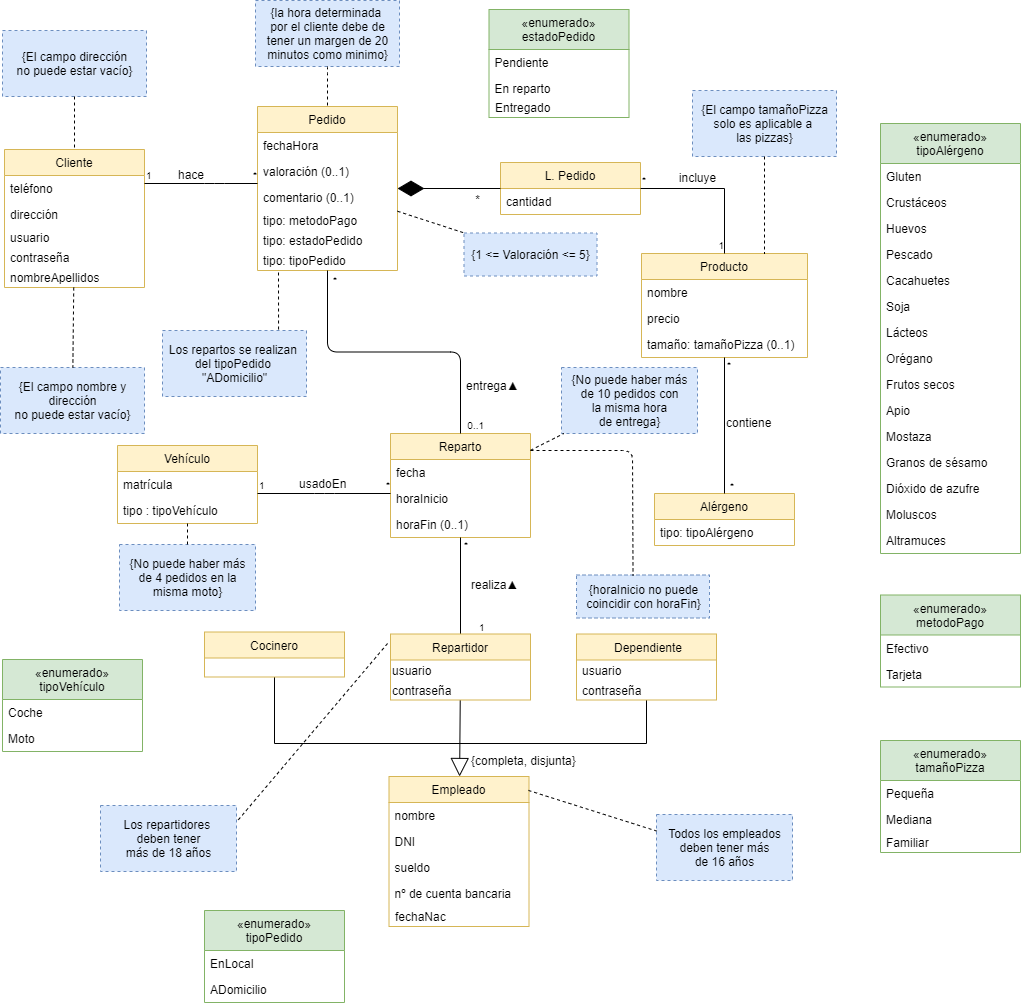 {la hora determinada
por el cliente debe de
tener un margen de 20
minutos como minimo}
«enumerado»
estadoPedido
Pendiente
En reparto
Entregado
{El campo dirección
no puede estar vacío}
{El campo tamañoPizza
solo es aplicable a
las pizzas}
Pedido
fechaHora
valoración (0..1)
comentario (0..1)
tipo: metodoPago
tipo: estadoPedido
tipo: tipoPedido
Cliente
teléfono
dirección
usuario
contraseña
nombreApellidos
1
hace
*
L. Pedido
cantidad
*
*
incluye
1
{1 <= Valoración <= 5}
Producto
nombre
precio
tamaño: tamañoPizza (0..1)
«enumerado»
tipoAlérgeno
Gluten
Crustáceos
Huevos
Pescado
Cacahuetes
Soja
Lácteos
Orégano
Frutos secos
Apio
Mostaza
Granos de sésamo
Dióxido de azufre
Moluscos
Altramuces
*
Los repartos se realizan
del tipoPedido
"ADomicilio"
{El campo nombre y
dirección
no puede estar vacío}
entrega▲
0..1
{No puede haber más
de 10 pedidos con
la misma hora
de entrega}
*
contiene
*
Vehículo
matrícula
tipo : tipoVehículo
1
usadoEn
*
Reparto
fecha
horaInicio
horaFin (0..1)
Alérgeno
tipo: tipoAlérgeno
{No puede haber más
de 4 pedidos en la
misma moto}
*
realiza▲
1
{horaInicio no puede
coincidir con horaFin}
«enumerado»
metodoPago
Efectivo
Tarjeta
Cocinero
Repartidor
usuario
contraseña
Dependiente
usuario
contraseña
«enumerado»
tipoVehículo
Coche
Moto
{completa, disjunta}
«enumerado»
tamañoPizza
Pequeña
Mediana
Familiar
Empleado
nombre
DNI
sueldo
nº de cuenta bancaria
fechaNac
Los repartidores
deben tener
más de 18 años
Todos los empleados
deben tener más
de 16 años
«enumerado»
tipoPedido
EnLocal
ADomicilio